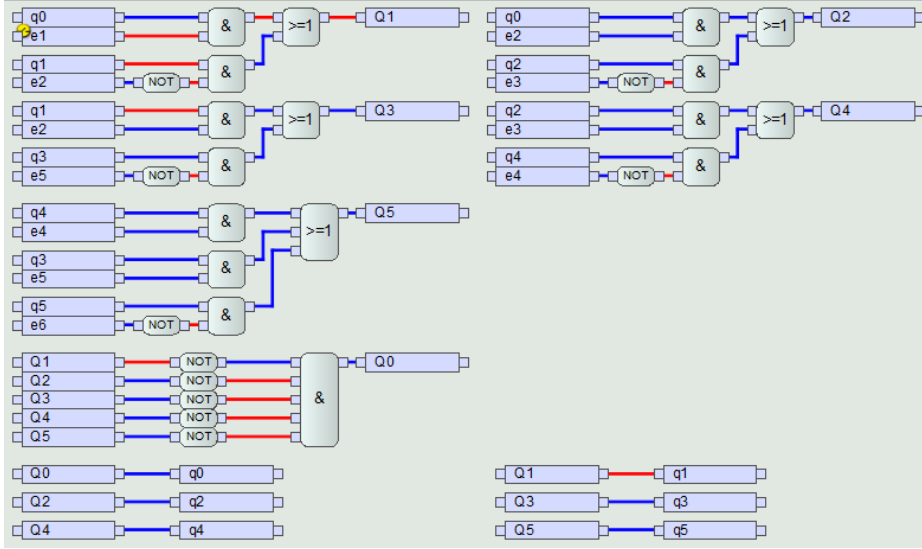 q0 & >=1 Q1
e1
q1 &
e2 NOT
q0 & >=1 Q2
e2
q2 &
e3 NOT
q1 & >=1 Q3
e2
q3 &
e5 NOT
q2 & >=1 Q4
e3
q4 &
e4 NOT
q4 & >=1 Q5
e4
q3 &
e5
q5 &
e6 NOT
Q1 NOT & Q0
Q2 NOT
Q3 NOT
Q4 NOT
Q5 NOT
Q0 q0
Q1 q1
Q2 q2
Q3 q3
Q4 q4
Q5 q5